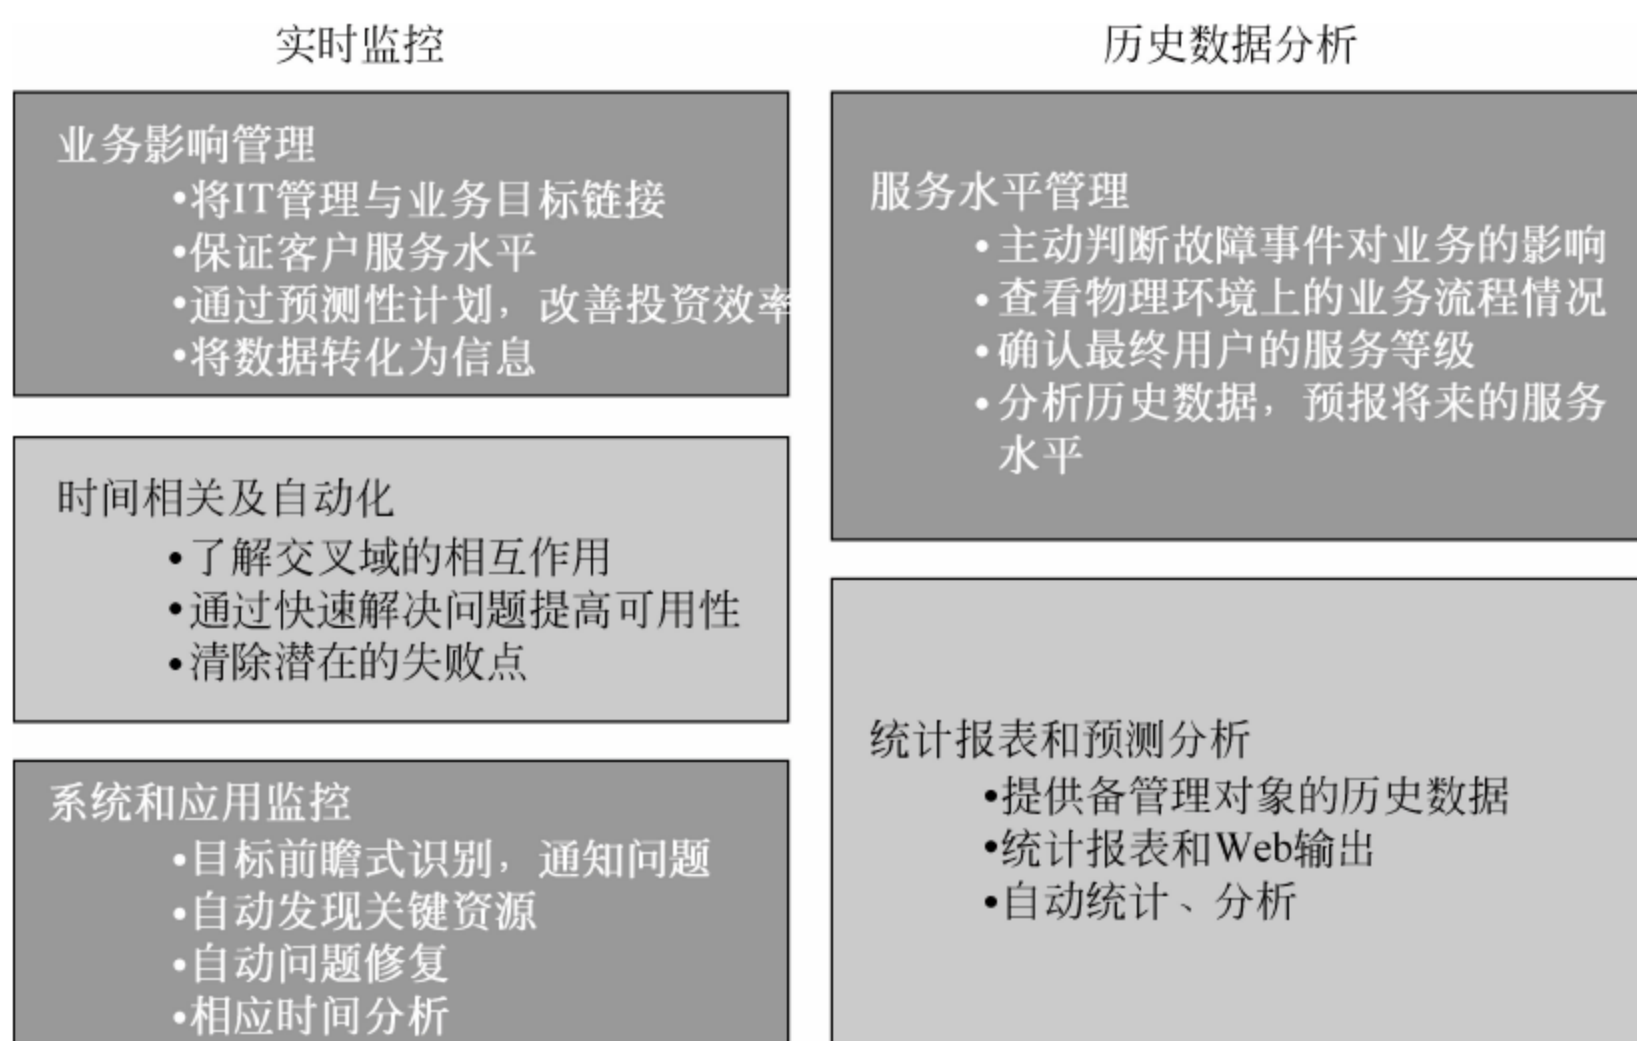 实时监控
业务影响管理
•将IT管理与业务目标链接
•保证客户服务水平
•通过预测性计划，改善投资效率
•将数据转化为信息
时间相关及自动化
•了解交叉域的相互作用
•通过快速解决问题提高可用性
•清除潜在的失败点
系统和应用监控
•目标前瞻式识别，通知问题
•自动发现关键资源
•自动问题修复
•相应时间分析
历史数据分析
服务水平管理
•主动判断故障事件对业务的影响
•查看物理环境上的业务流程情况
•确认最终用户的服务等级
•分析历史数据，预报将来的服务
水平
统计报表和预测分析
•提供备管理对象的历史数据
•统计报表和Web输出
•自动统计、分析